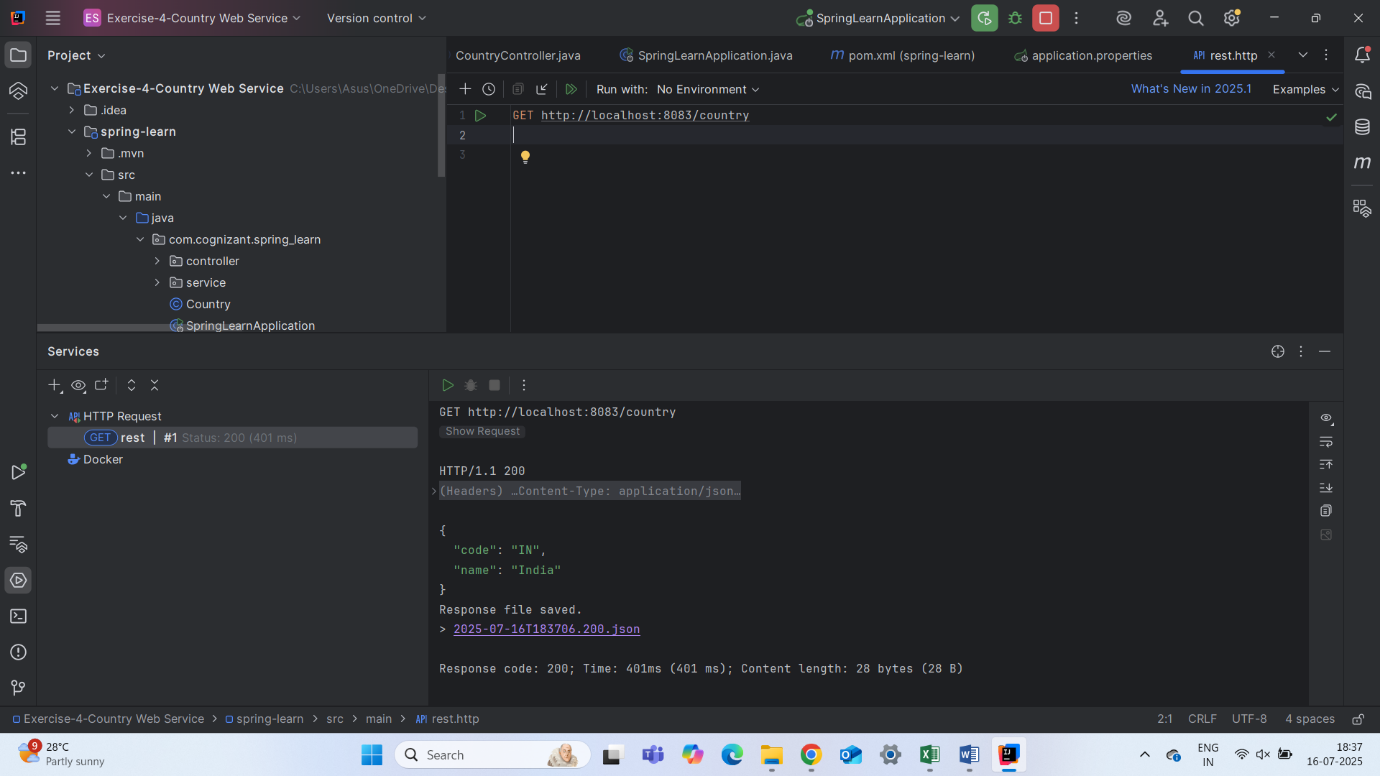 ES Exercise-4-Country Web Service Version control SpringLearnApplication
Project
CountryController.java SpringLearnApplication.java m pom.xml (spring-learn) application.properties API rest.http
Run with: No Environment What's New in 2025.1 Examples
Exercise-4-Country Web Service C:\Users\Asus\OneDrive\De
.idea
spring-learn
.mvn
src
main
java
com.cognizant.spring_learn
controller
service
Country
SpringLearnApplication
1 GET http://localhost:8083/country
2
3
Services
HTTP Request
GET rest | #1 Status: 200 (401 ms)
Docker
GET http://localhost:8083/country
Show Request
HTTP/1.1 200
(Headers) …Content-Type: application/json…
{
"code": "IN",
"name": "India"
}
Response file saved.
> 2025-07-16T183706.200.json
Response code: 200; Time: 401ms (401 ms); Content length: 28 bytes (28 B)
Exercise-4-Country Web Service > spring-learn > src > main > API rest.http 2:1 CRLF UTF-8 4 spaces
9 28°C
Partly sunny
Search
ENG
IN
18:37
16-07-2025